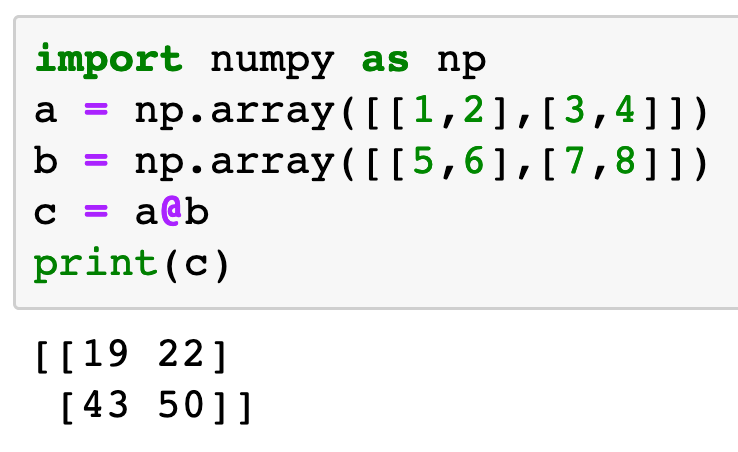 import numpy as np
a = np.array([[1,2],[3,4]])
b = np.array([[5,6],[7,8]])
c = a@b
print(c)
[[19 22]
 [43 50]]